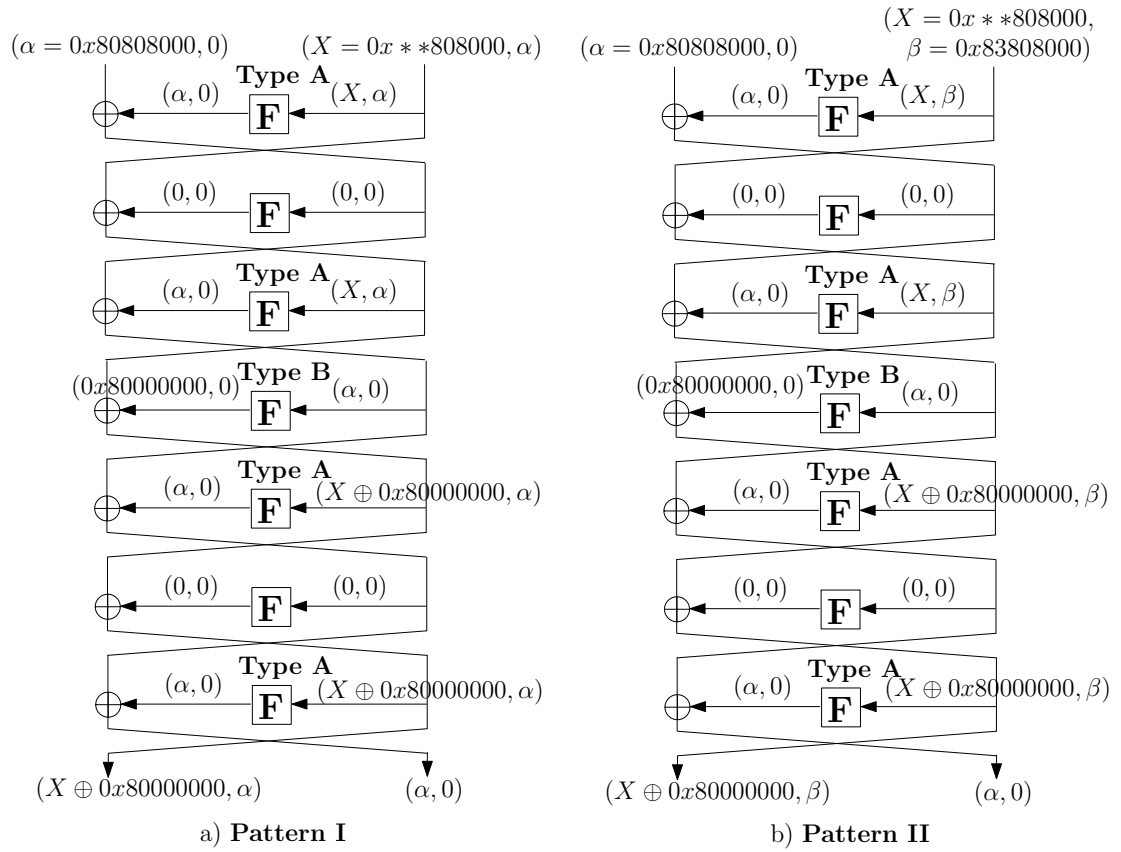 (α = 0x80808000, 0) (X = 0x ∗ ∗808000, α)
Type A
(α, 0) F (X, α)
(0, 0) F (0, 0)
Type A
(α, 0) F (X, α)
Type B
(0x80000000, 0) F (α, 0)
Type A
(α, 0) F (X ⊕ 0x80000000, α)
(0, 0) F (0, 0)
Type A
(α, 0) F (X ⊕ 0x80000000, α)
(X ⊕ 0x80000000, α) (α, 0)
a) Pattern I
(X = 0x ∗ ∗808000,
(α = 0x80808000, 0) β = 0x83808000)
Type A
(α, 0) F (X, β)
(0, 0) F (0, 0)
Type A
(α, 0) F (X, β)
Type B
(0x80000000, 0) F (α, 0)
Type A
(α, 0) F (X ⊕ 0x80000000, β)
(0, 0) F (0, 0)
Type A
(α, 0) F (X ⊕ 0x80000000, β)
(X ⊕ 0x80000000, β) (α, 0)
b) Pattern II